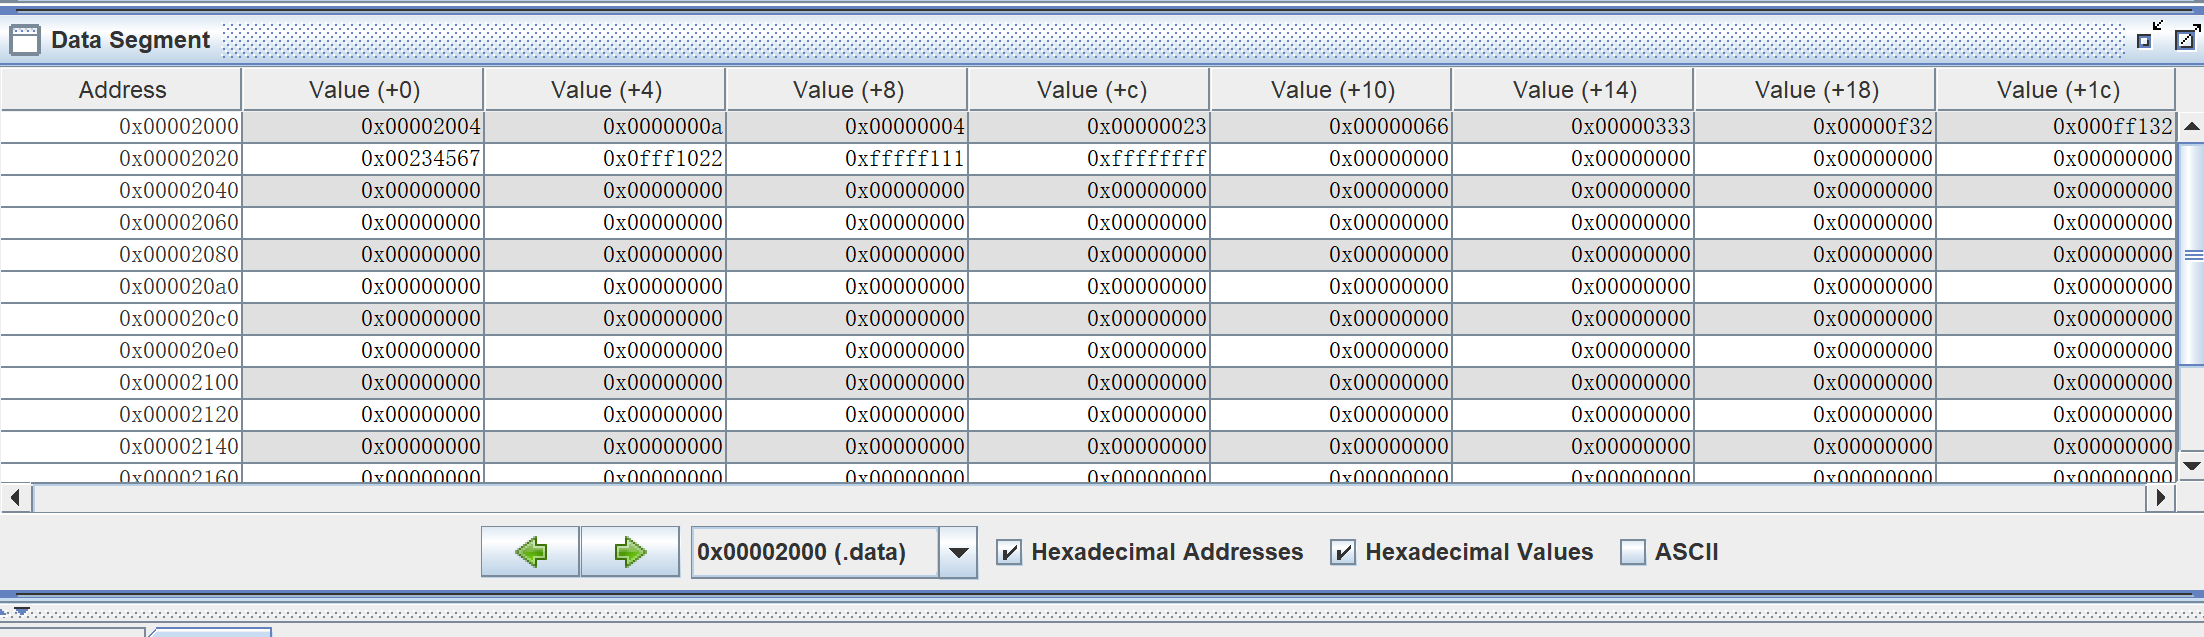 Data Segment
Address Value (+0) Value (+4) Value (+8) Value (+c) Value (+10) Value (+14) Value (+18) Value (+1c)
0x00002000 0x00002004 0x0000000a 0x00000004 0x00000023 0x00000066 0x00000333 0x00000f32 0x000ff132
0x00002020 0x00234567 0x0fff1022 0xfffff111 0xffffffff 0x00000000 0x00000000 0x00000000 0x00000000
0x00002040 0x00000000 0x00000000 0x00000000 0x00000000 0x00000000 0x00000000 0x00000000 0x00000000
0x00002060 0x00000000 0x00000000 0x00000000 0x00000000 0x00000000 0x00000000 0x00000000 0x00000000
0x00002080 0x00000000 0x00000000 0x00000000 0x00000000 0x00000000 0x00000000 0x00000000 0x00000000
0x000020a0 0x00000000 0x00000000 0x00000000 0x00000000 0x00000000 0x00000000 0x00000000 0x00000000
0x000020c0 0x00000000 0x00000000 0x00000000 0x00000000 0x00000000 0x00000000 0x00000000 0x00000000
0x000020e0 0x00000000 0x00000000 0x00000000 0x00000000 0x00000000 0x00000000 0x00000000 0x00000000
0x00002100 0x00000000 0x00000000 0x00000000 0x00000000 0x00000000 0x00000000 0x00000000 0x00000000
0x00002120 0x00000000 0x00000000 0x00000000 0x00000000 0x00000000 0x00000000 0x00000000 0x00000000
0x00002140 0x00000000 0x00000000 0x00000000 0x00000000 0x00000000 0x00000000 0x00000000 0x00000000
0x00002160 0x00000000 0x00000000 0x00000000 0x00000000 0x00000000 0x00000000 0x00000000 0x00000000
0x00002000 (.data) Hexadecimal Addresses Hexadecimal Values ASCII